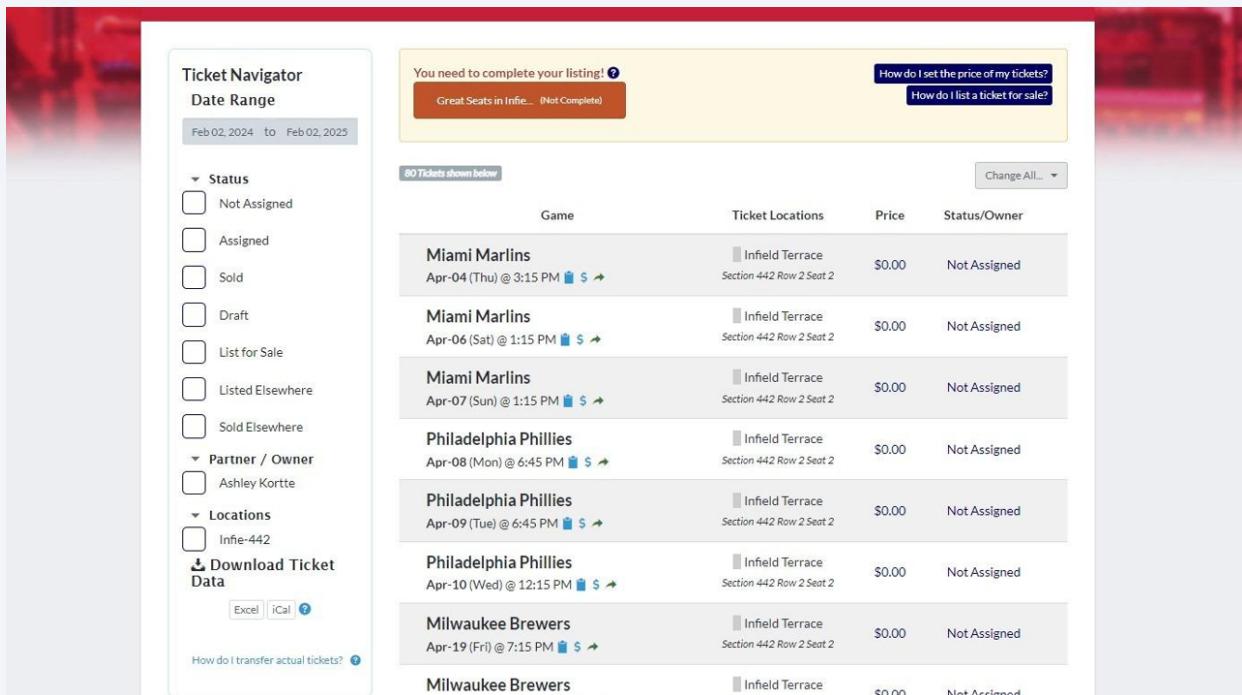 Ticket Navigator
Date Range
Feb 02, 2024 to Feb 02, 2025
Status
Not Assigned
Assigned
Sold
Draft
List for Sale
Listed Elsewhere
Sold Elsewhere
Partner / Owner
Ashley Kortte
Locations
Infie-442
Download Ticket
Data
Excel iCal ?
How do I transfer actual tickets? ?
You need to complete your listing! ?
Great Seats in Infie... (Not Complete)
How do I set the price of my tickets?
How do I list a ticket for sale?
80 Tickets shown below
Change All...
Game Ticket Locations Price Status/Owner
Miami Marlins Infield Terrace
Apr-04 (Thu) @ 3:15 PM $ Section 442 Row 2 Seat 2 $0.00 Not Assigned
Miami Marlins Infield Terrace
Apr-06 (Sat) @ 1:15 PM $ Section 442 Row 2 Seat 2 $0.00 Not Assigned
Miami Marlins Infield Terrace
Apr-07 (Sun) @ 1:15 PM $ Section 442 Row 2 Seat 2 $0.00 Not Assigned
Philadelphia Phillies Infield Terrace
Apr-08 (Mon) @ 6:45 PM $ Section 442 Row 2 Seat 2 $0.00 Not Assigned
Philadelphia Phillies Infield Terrace
Apr-09 (Tue) @ 6:45 PM $ Section 442 Row 2 Seat 2 $0.00 Not Assigned
Philadelphia Phillies Infield Terrace
Apr-10 (Wed) @ 12:15 PM $ Section 442 Row 2 Seat 2 $0.00 Not Assigned
Milwaukee Brewers Infield Terrace
Apr-19 (Fri) @ 7:15 PM $ Section 442 Row 2 Seat 2 $0.00 Not Assigned
Milwaukee Brewers Infield Terrace
$0.00 Not Assigned